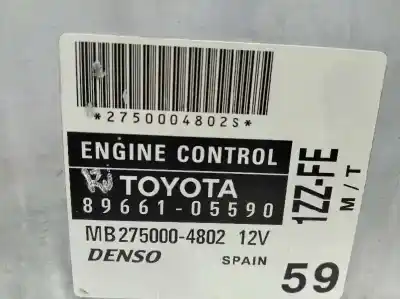 *2750004802S*
ENGINE CONTROL
TOYOTA
89661-05590
MB275000-4802 12V
DENSO SPAIN
1ZZ-FE
M/T
59